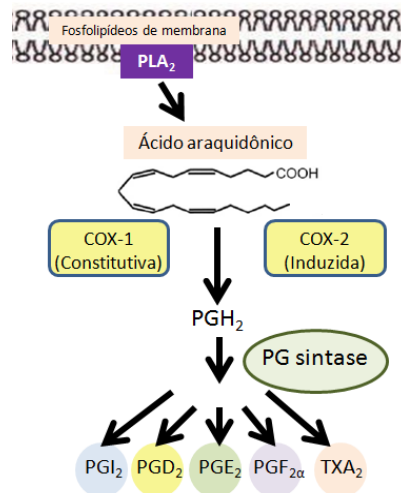 Fosfolipídeos de membrana
PLA₂
Ácido araquidônico
COOH
COX-1
(Constitutiva)
COX-2
(Induzida)
PGH₂
PG sintase
PGI₂ PGD₂ PGE₂ PGF₂α TXA₂